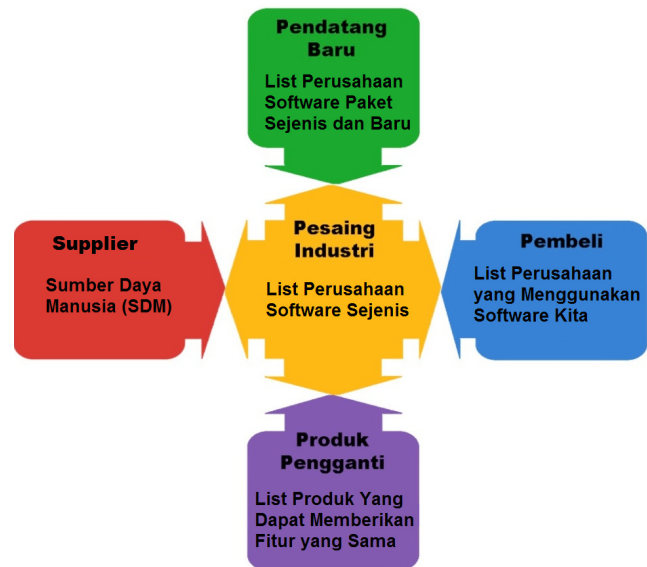 Pendatang
Baru
List Perusahaan
Software Paket
Sejenis dan Baru
Supplier
Sumber Daya
Manusia (SDM)
Pesaing
Industri
List Perusahaan
Software Sejenis
Pembeli
List Perusahaan
yang Menggunakan
Software Kita
Produk
Pengganti
List Produk Yang
Dapat Memberikan
Fitur yang Sama